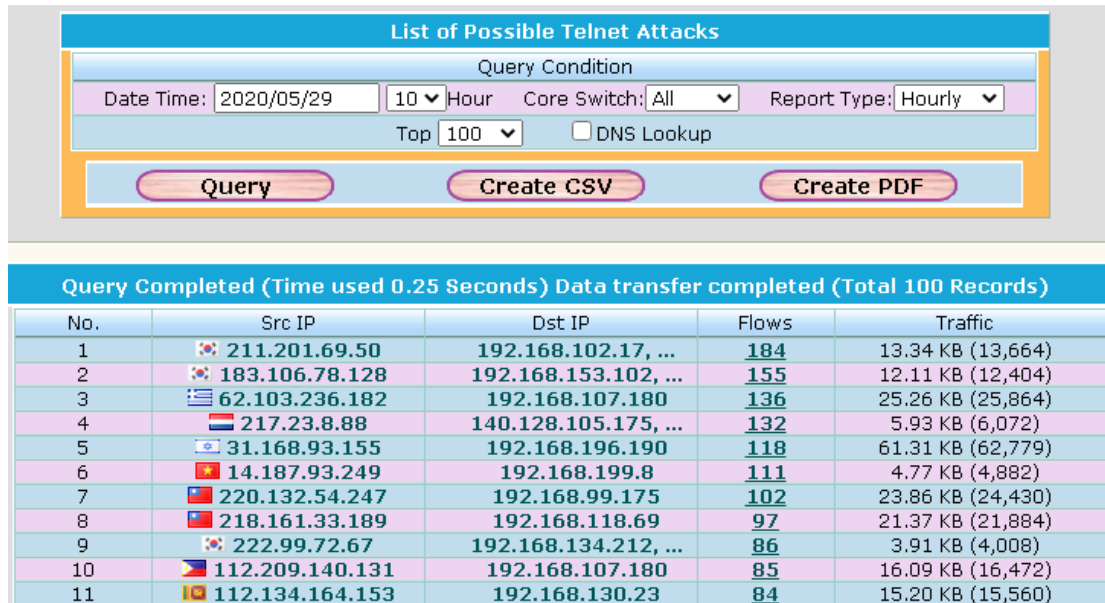 List of Possible Telnet Attacks
Query Condition
Date Time: 2020/05/29 10 Hour Core Switch: All Report Type: Hourly
Top 100 DNS Lookup
Query Create CSV Create PDF
Query Completed (Time used 0.25 Seconds) Data transfer completed (Total 100 Records)
No. Src IP Dst IP Flows Traffic
1 211.201.69.50 192.168.102.17, ... 184 13.34 KB (13,664)
2 183.106.78.128 192.168.153.102, ... 155 12.11 KB (12,404)
3 62.103.236.182 192.168.107.180 136 25.26 KB (25,864)
4 217.23.8.88 140.128.105.175, ... 132 5.93 KB (6,072)
5 31.168.93.155 192.168.196.190 118 61.31 KB (62,779)
6 14.187.93.249 192.168.199.8 111 4.77 KB (4,882)
7 220.132.54.247 192.168.99.175 102 23.86 KB (24,430)
8 218.161.33.189 192.168.118.69 97 21.37 KB (21,884)
9 222.99.72.67 192.168.134.212, ... 86 3.91 KB (4,008)
10 112.209.140.131 192.168.107.180 85 16.09 KB (16,472)
11 112.134.164.153 192.168.130.23 84 15.20 KB (15,560)